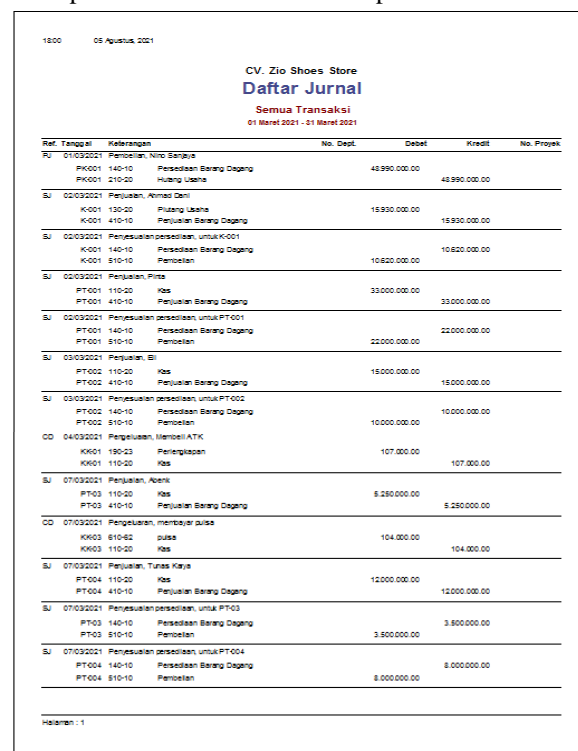 18:00 05 Agustus, 2021
CV. Zio Shoes Store
Daftar Jurnal
Semua Transaksi
01 Maret 2021 - 31 Maret 2021
Ref. Tanggal Keterangan No. Dept. Debet Kredit No. Proyek
PJ 01/03/2021 Pembelian, Nino Sanjaya
PK-001 140-10 Persediaan Barang Dagang 48.990.000.00
PK-001 210-20 Hutang Usaha 48.990.000.00
SJ 02/03/2021 Penjualan, Ahmad Dani
K-001 130-20 Piutang Usaha 15.930.000.00
K-001 410-10 Penjualan Barang Dagang 15.930.000.00
SJ 02/03/2021 Penyesuaian persediaan, untuk K-001
K-001 140-10 Persediaan Barang Dagang 10.620.000.00
K-001 510-10 Pembelian 10.620.000.00
SJ 02/03/2021 Penjualan, Pinta
PT-001 110-20 Kas 33.000.000.00
PT-001 410-10 Penjualan Barang Dagang 33.000.000.00
SJ 02/03/2021 Penyesuaian persediaan, untuk PT-001
PT-001 140-10 Persediaan Barang Dagang 22.000.000.00
PT-001 510-10 Pembelian 22.000.000.00
SJ 03/03/2021 Penjualan,
PT-002 110-20 Kas 15.000.000.00
PT-002 410-10 Penjualan Barang Dagang 15.000.000.00
SJ 03/03/2021 Penyesuaian persediaan, untuk PT-002
PT-002 140-10 Persediaan Barang Dagang 10.000.000.00
PT-002 510-10 Pembelian 10.000.000.00
CD 04/03/2021 Pengeluaran, Membeli ATK
KK-01 190-23 Perlengkapan 107.000.00
KK-01 110-20 Kas 107.000.00
SJ 07/03/2021 Penjualan, Abenk
PT-03 110-20 Kas 5.250.000.00
PT-03 410-10 Penjualan Barang Dagang 5.250.000.00
CD 07/03/2021 Pengeluaran, membayar pulsa
KK-03 610-62 pulsa 104.000.00
KK-03 110-20 Kas 104.000.00
SJ 07/03/2021 Penjualan, Tunas Karya
PT-004 110-20 Kas 12.000.000.00
PT-004 410-10 Penjualan Barang Dagang 12.000.000.00
SJ 07/03/2021 Penyesuaian persediaan, untuk PT-03
PT-03 140-10 Persediaan Barang Dagang 3.500.000.00
PT-03 510-10 Pembelian 3.500.000.00
SJ 07/03/2021 Penyesuaian persediaan, untuk PT-004
PT-004 140-10 Persediaan Barang Dagang 8.000.000.00
PT-004 510-10 Pembelian 8.000.000.00
Halaman : 1